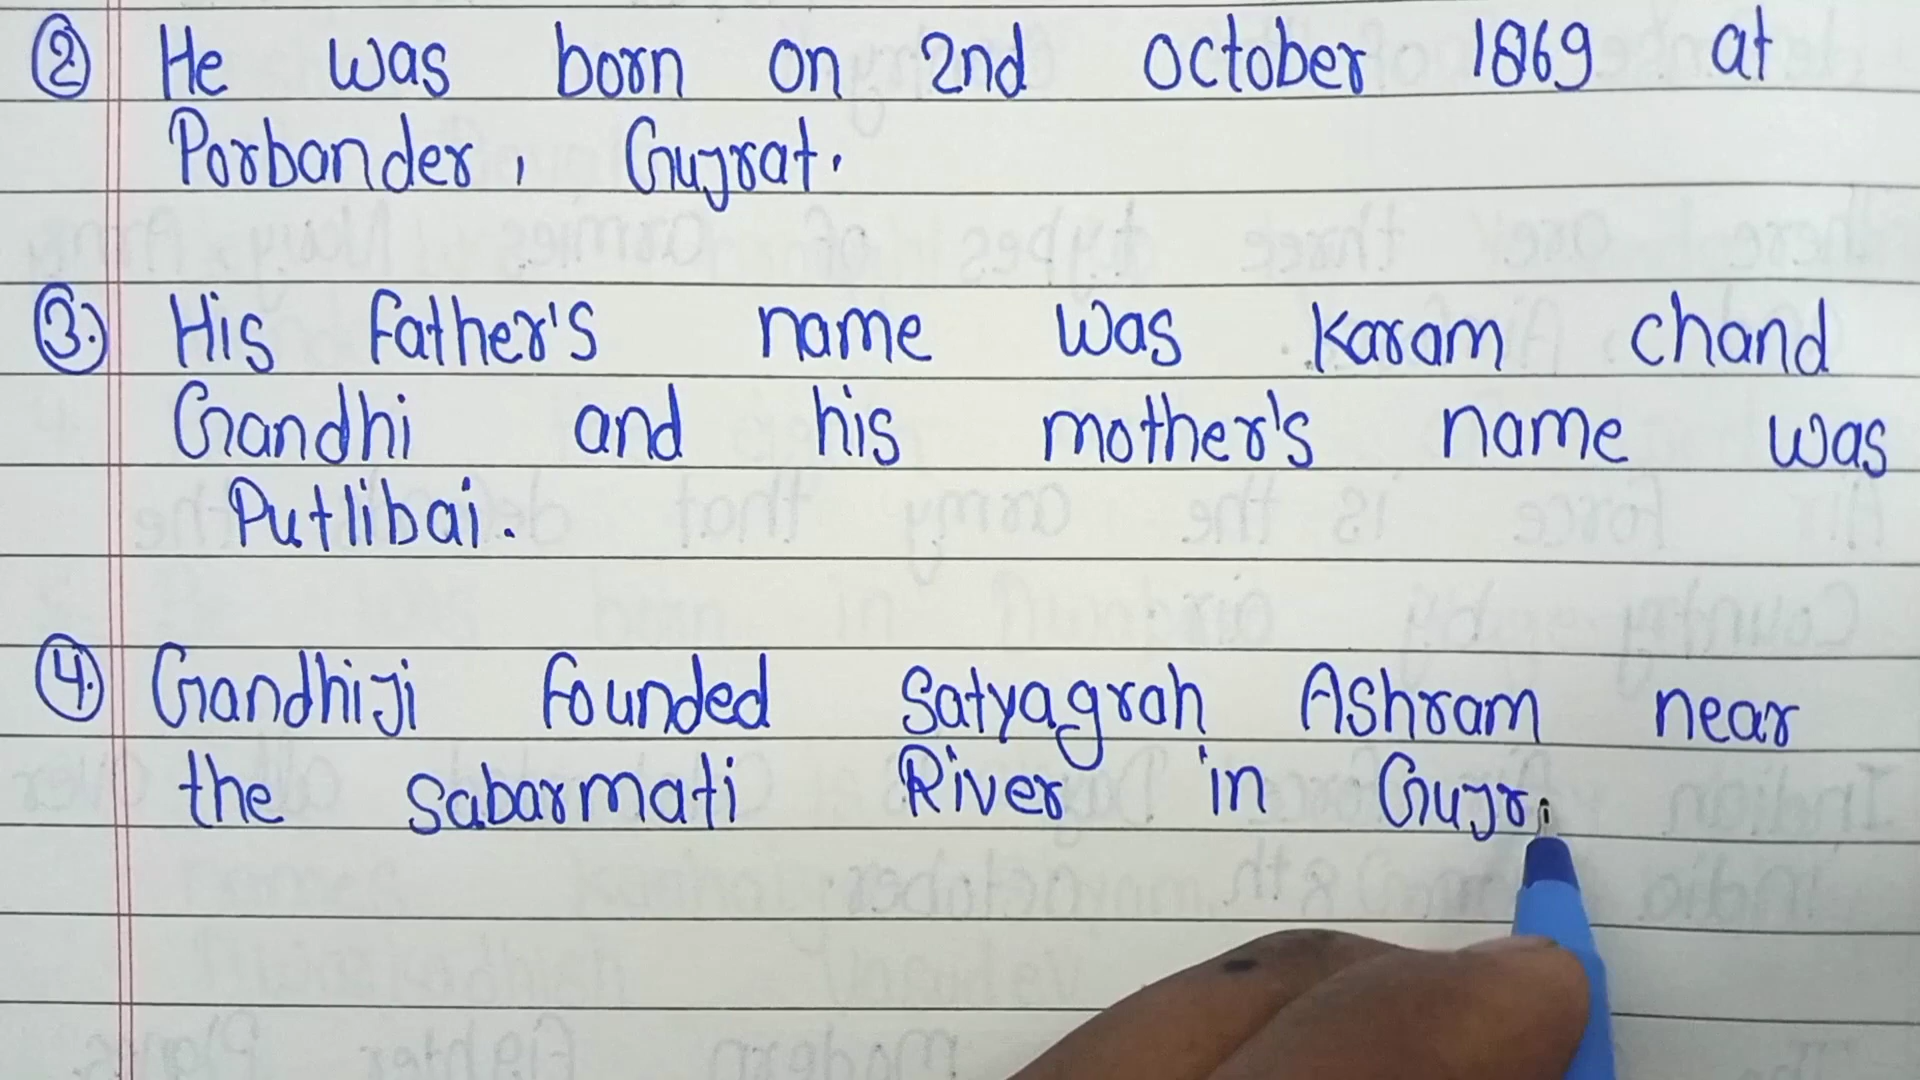 ② He was born on 2nd october 1869 at
Porbander, Gujrat.
③. His Father's name was Karam chand
Gandhi and his mother's name was
Putlibai.
④. Gandhiji founded Satyagrah Ashram near
the Sabarmati River in Gujr